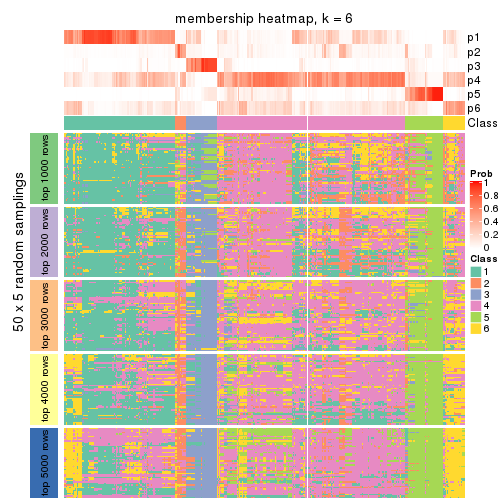 membership heatmap, k = 6
p1
p2
p3
p4
p5
p6
Class
50 x 5 random samplings
top 1000 rows
top 2000 rows
top 3000 rows
top 4000 rows
top 5000 rows
Prob
1
0.8
0.6
0.4
0.2
0
Class
1
2
3
4
5
6